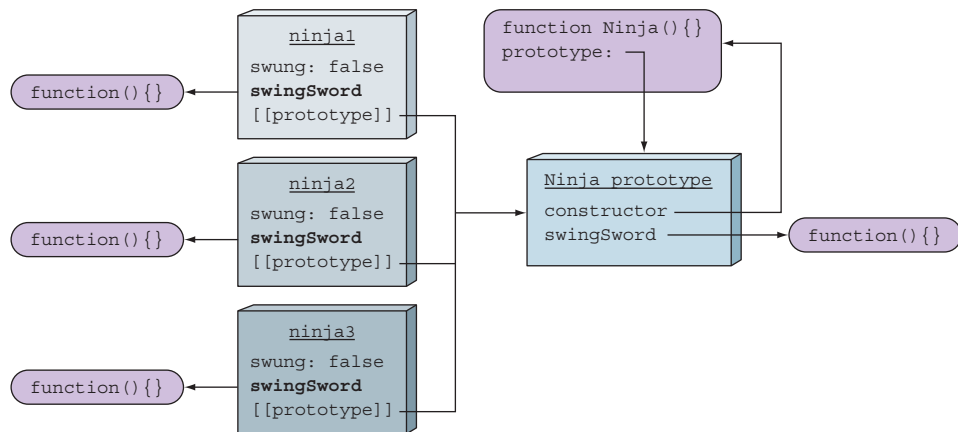 ninja1
swung: false
swingSword
[[prototype]]
function(){}
ninja2
swung: false
swingSword
[[prototype]]
function(){}
ninja3
swung: false
swingSword
[[prototype]]
function(){}
function Ninja(){}
prototype:
Ninja prototype
constructor
swingSword
function(){}